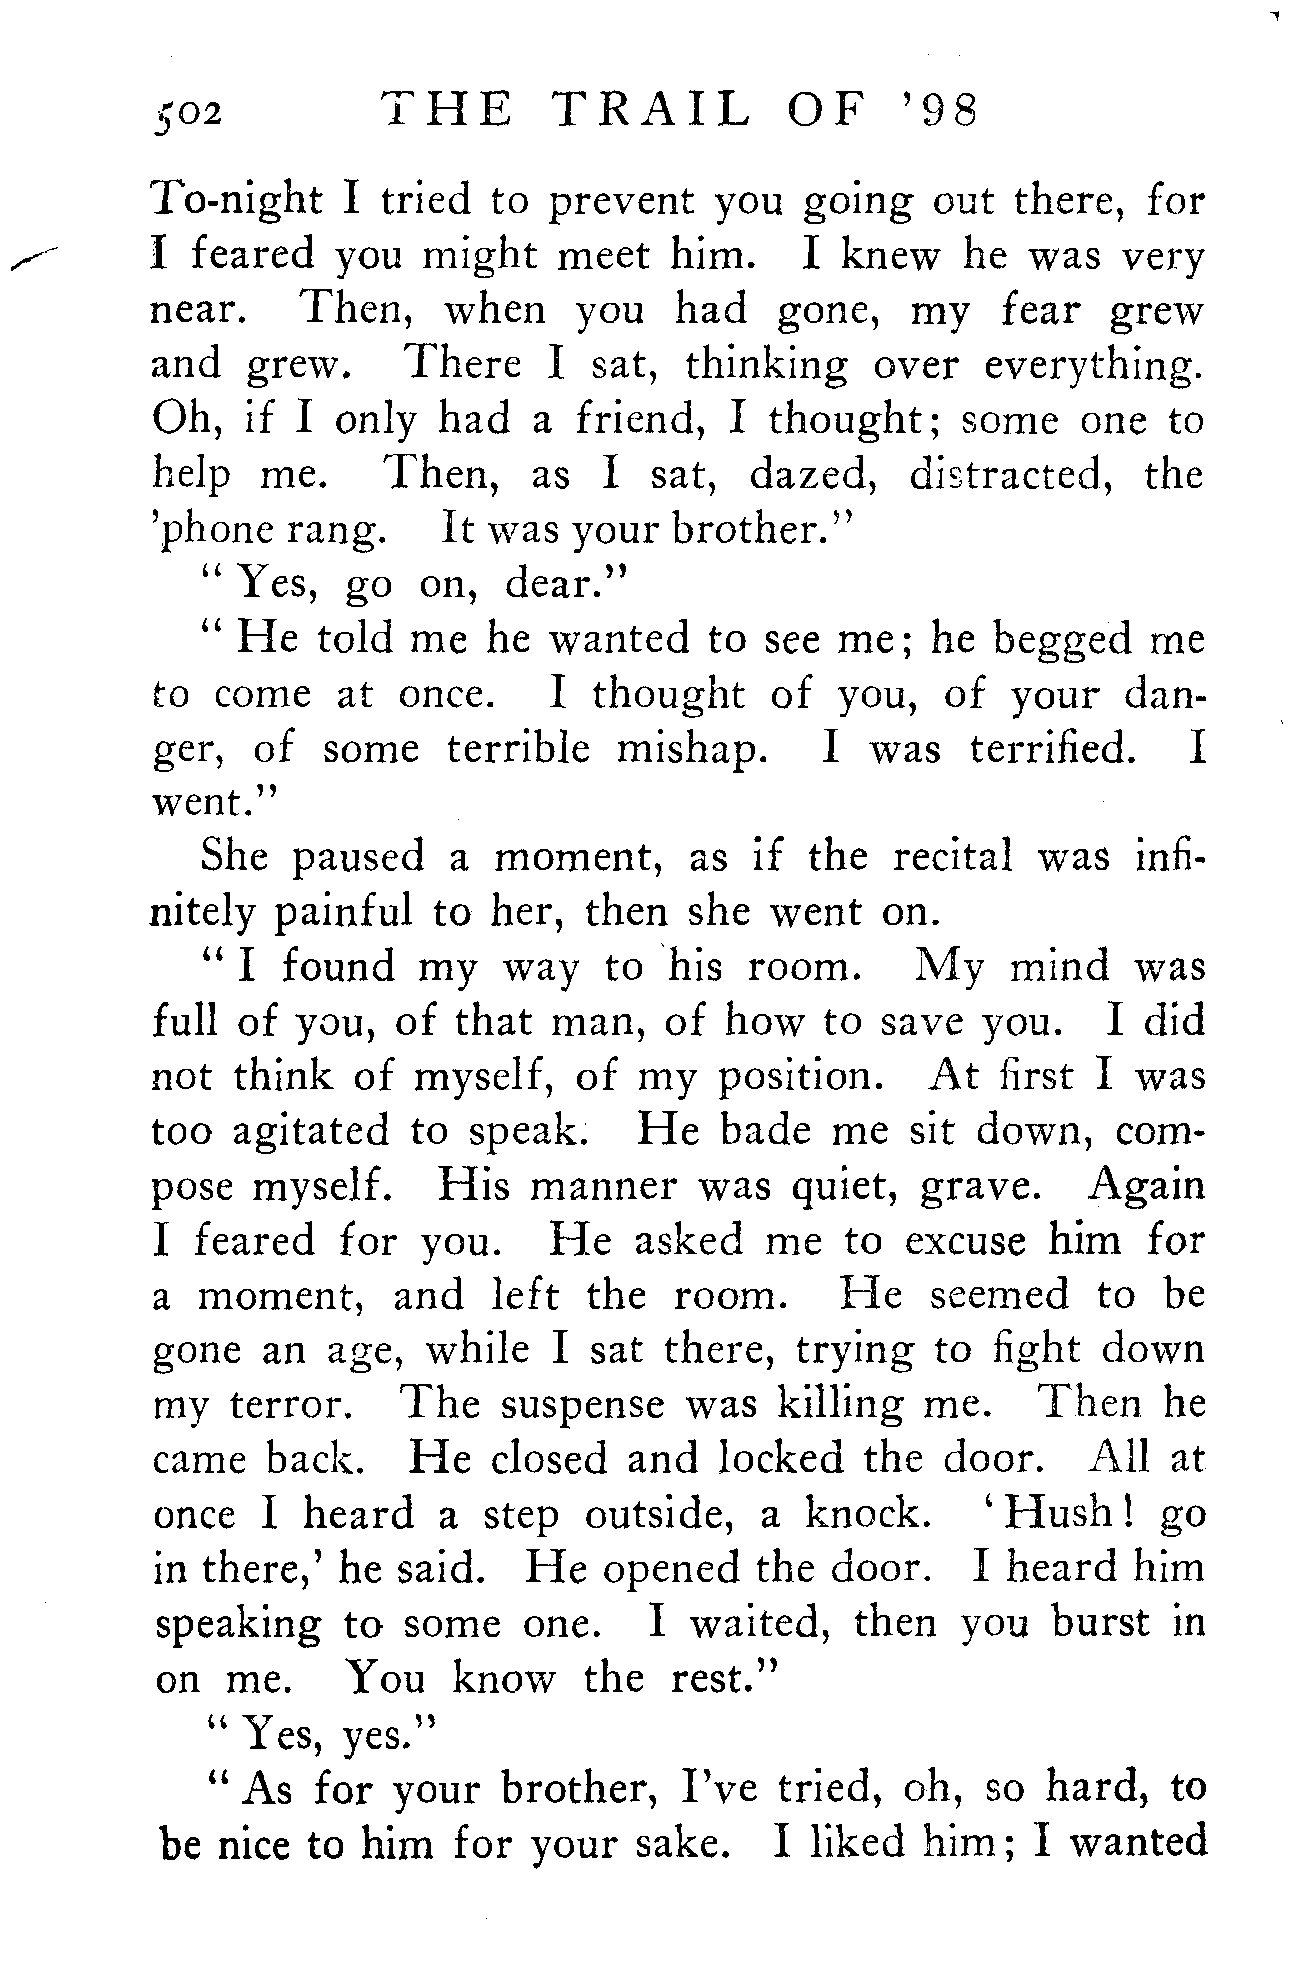 502 THE TRAIL OF '98
To-night I tried to prevent you going out there, for
I feared you might meet him. I knew he was very
near. Then, when you had gone, my fear grew
and grew. There I sat, thinking over everything.
Oh, if I only had a friend, I thought; some one to
help me. Then, as I sat, dazed, distracted, the
'phone rang. It was your brother."
" Yes, go on, dear."
" He told me he wanted to see me; he begged me
to come at once. I thought of you, of your dan-
ger, of some terrible mishap. I was terrified. I
went."
She paused a moment, as if the recital was infi-
nitely painful to her, then she went on.
" I found my way to his room. My mind was
full of you, of that man, of how to save you. I did
not think of myself, of my position. At first I was
too agitated to speak. He bade me sit down, com-
pose myself. His manner was quiet, grave. Again
I feared for you. He asked me to excuse him for
a moment, and left the room. He seemed to be
gone an age, while I sat there, trying to fight down
my terror. The suspense was killing me. Then he
came back. He closed and locked the door. All at
once I heard a step outside, a knock. ' Hush! go
in there,' he said. He opened the door. I heard him
speaking to some one. I waited, then you burst in
on me. You know the rest."
" Yes, yes."
" As for your brother, I've tried, oh, so hard, to
be nice to him for your sake. I liked him; I wanted